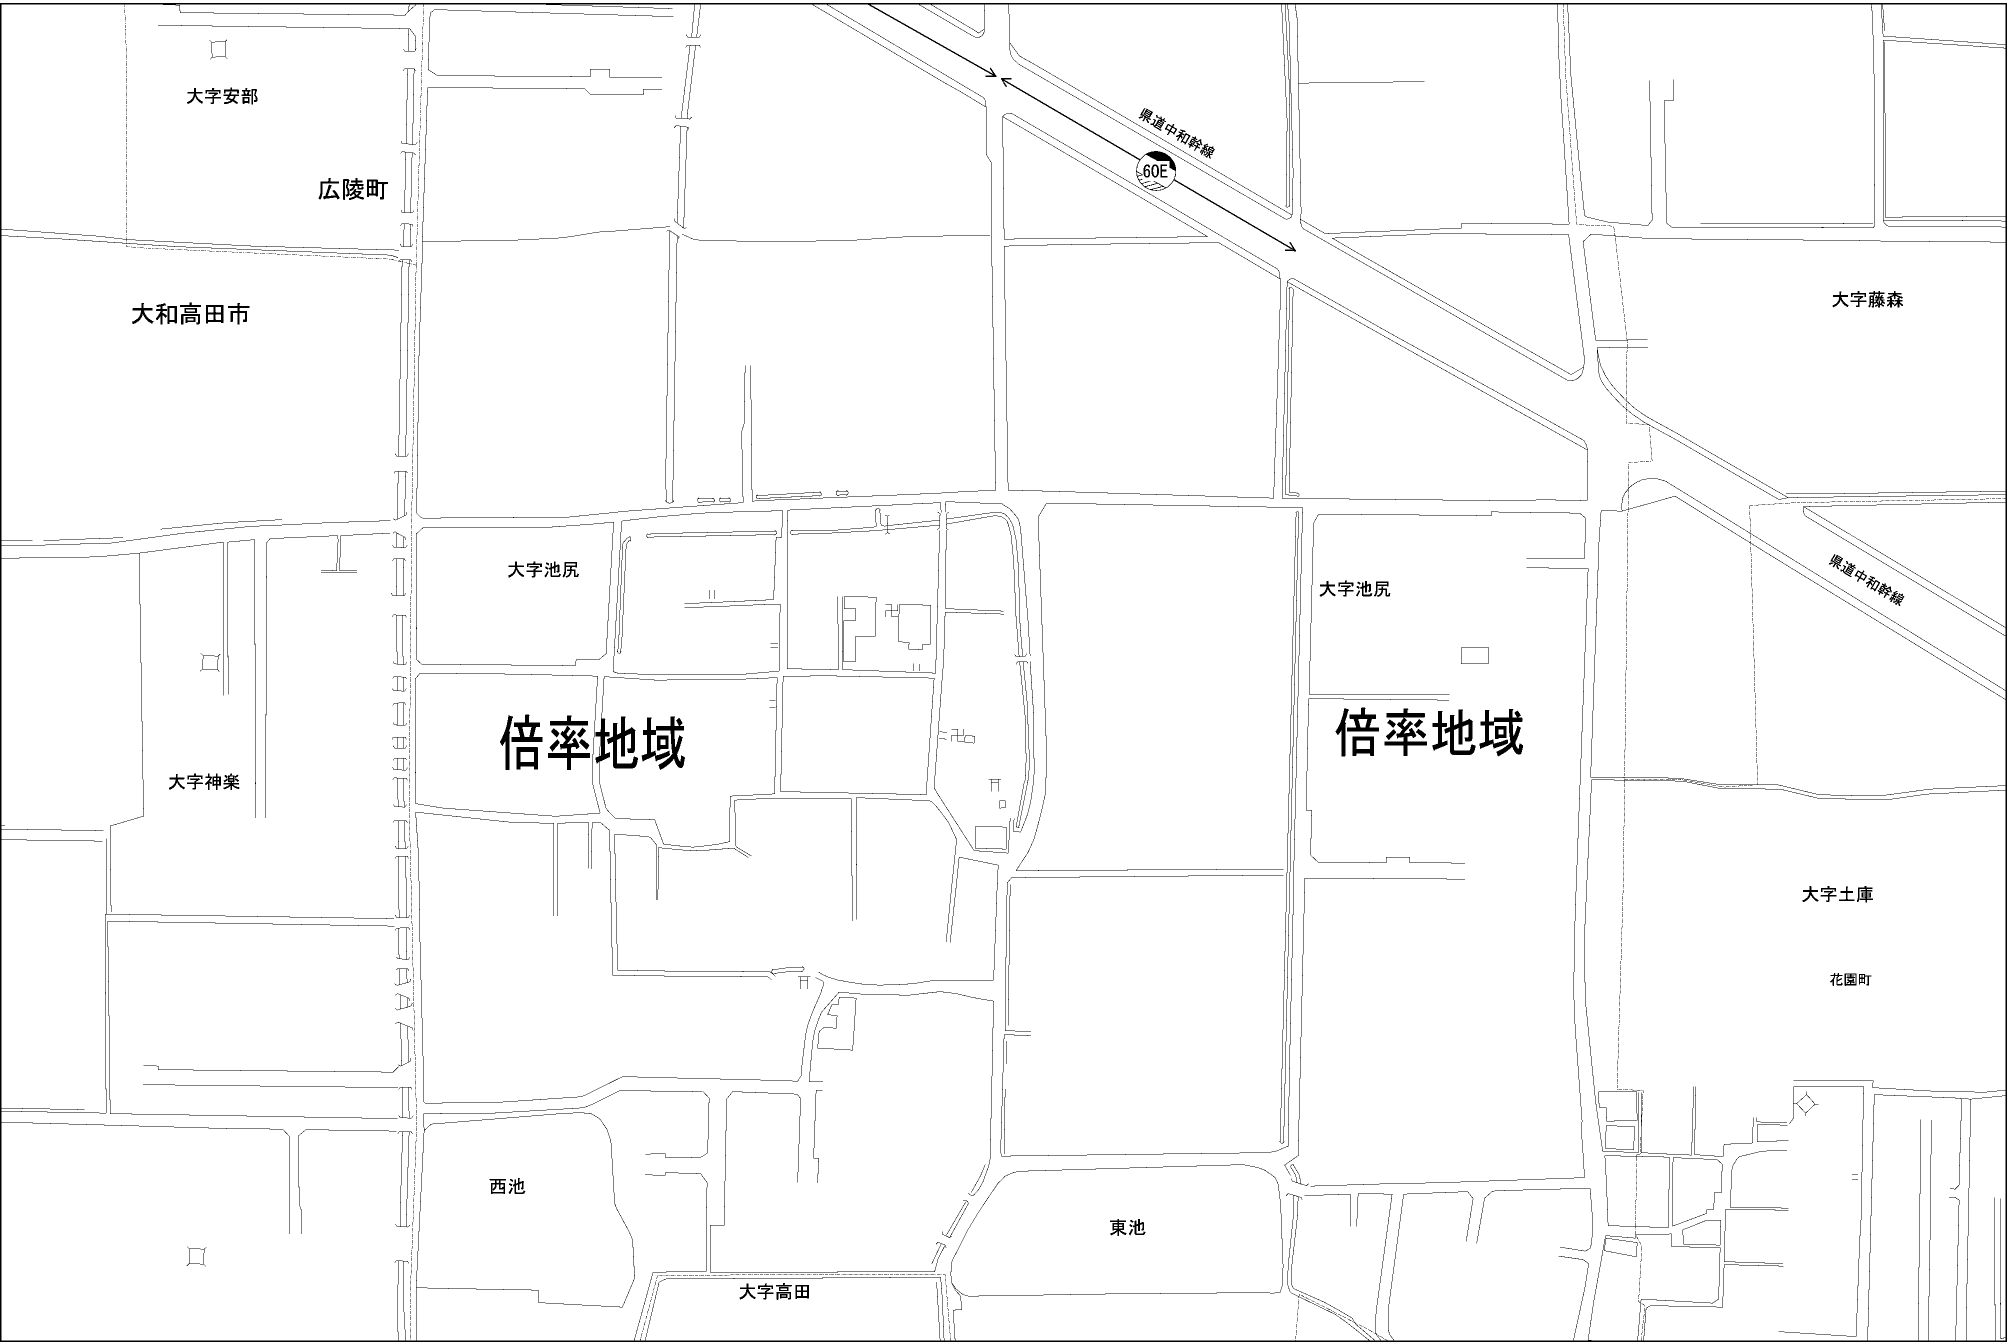 大字安部
県道中和幹線
60E
広陵町
大字藤森
大和高田市
大字池尻
大字池尻
県道中和幹線
倍率地域
倍率地域
大字神楽
大字土庫
花園町
西池
東池
大字高田